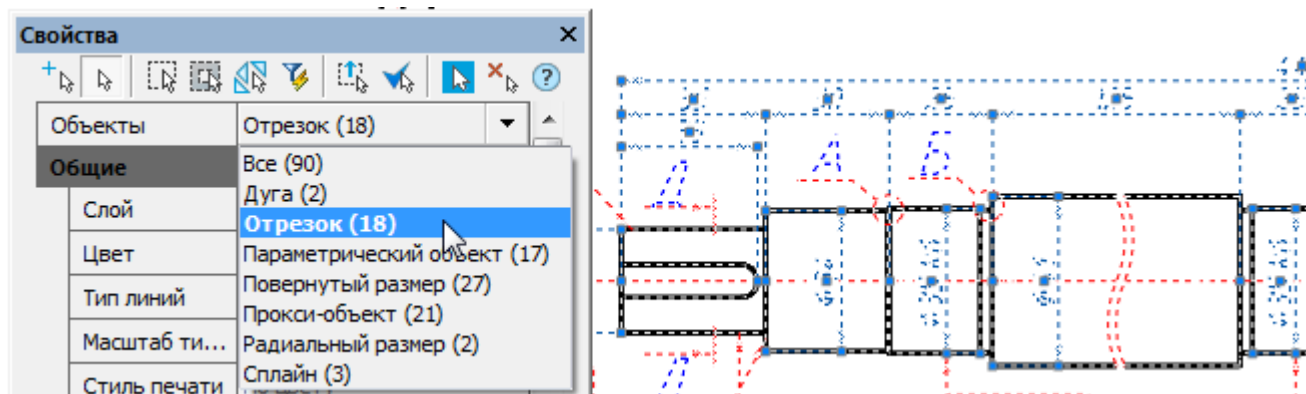 Свойства
Объекты Отрезок (18)
Общие Все (90)
Дуга (2)
Слой Отрезок (18)
Цвет Параметрический объект (17)
Тип линий Повернутый размер (27)
Прокси-объект (21)
Масштаб ти... Радиальный размер (2)
Стиль печати Сплайн (3)
А А Б